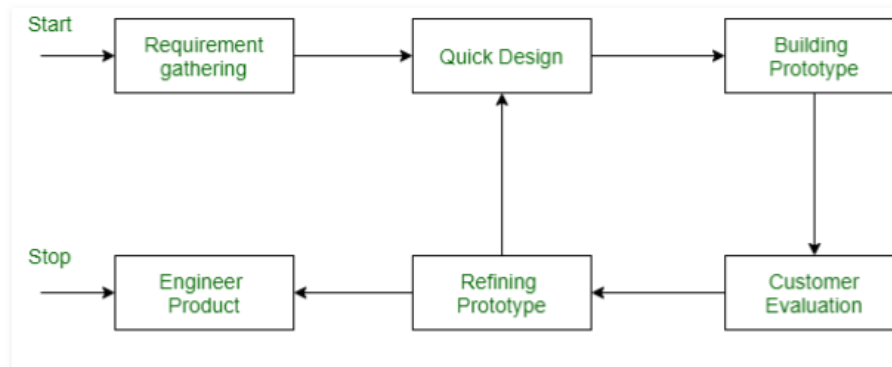 Start
Requirement
gathering
Quick Design
Building
Prototype
Stop
Engineer
Product
Refining
Prototype
Customer
Evaluation